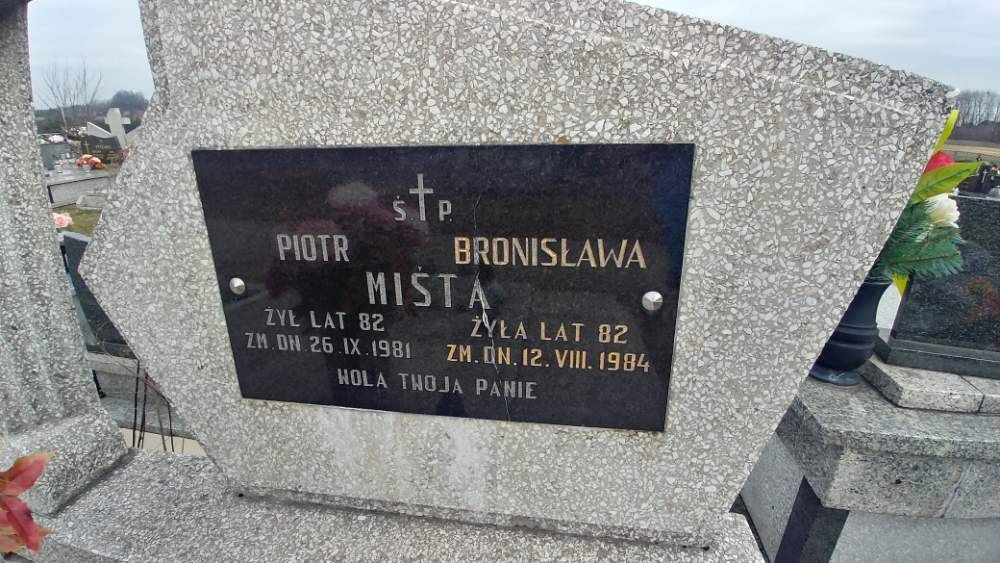 Ś†P.
PIOTR BRONISŁAWA
MIŚTA
ŻYŁ LAT 82 ŻYŁA LAT 82
ZM. DN. 26. IX. 1981 ZM. DN. 12. VIII. 1984
WOLA TWOJA PANIE